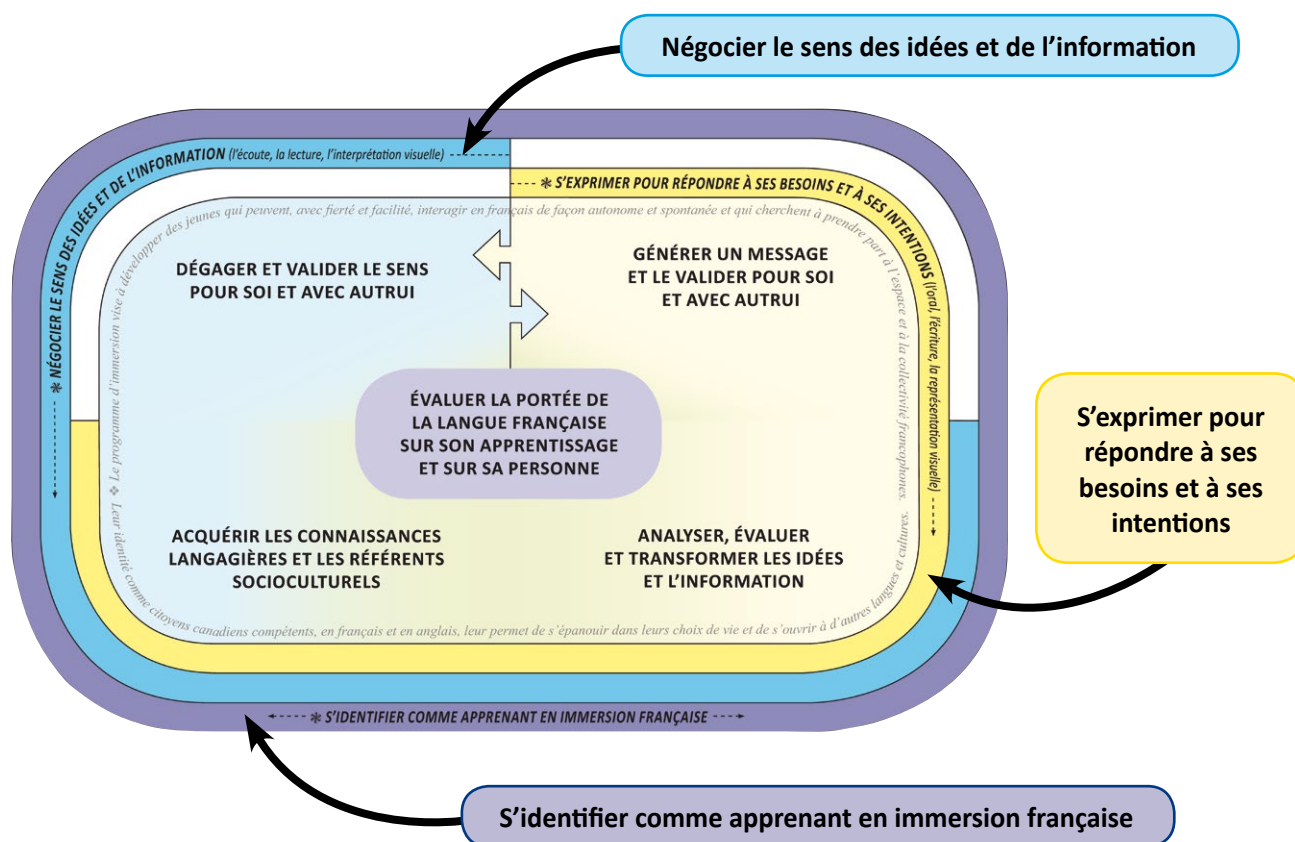 Négocier le sens des idées et de l’information
✻ NÉGOCIER LE SENS DES IDÉES ET DE L’INFORMATION (l’écoute, la lecture, l’interprétation visuelle)
✻ S’EXPRIMER POUR RÉPONDRE À SES BESOINS ET À SES INTENTIONS (l’oral, l’écriture, la représentation visuelle)
❖ Le programme d’immersion vise à développer des jeunes qui peuvent, avec fierté et facilité, interagir en français de façon autonome et spontanée et qui cherchent à prendre part à l’espace et à la collectivité francophones.
DÉGAGER ET VALIDER LE SENS
POUR SOI ET AVEC AUTRUI
GÉNÉRER UN MESSAGE
ET LE VALIDER POUR SOI
ET AVEC AUTRUI
ÉVALUER LA PORTÉE DE
LA LANGUE FRANÇAISE
SUR SON APPRENTISSAGE
ET SUR SA PERSONNE
S’exprimer pour
répondre à ses
besoins et à ses
intentions
ACQUÉRIR LES CONNAISSANCES
LANGAGIÈRES ET LES RÉFÉRENTS
SOCIOCULTURELS
ANALYSER, ÉVALUER
ET TRANSFORMER LES IDÉES
ET L’INFORMATION
Leur identité comme citoyens canadiens compétents, en français et en anglais, leur permet de s’épanouir dans leurs choix de vie et de s’ouvrir à d’autres langues et cultures.
✻ S’IDENTIFIER COMME APPRENANT EN IMMERSION FRANÇAISE
S’identifier comme apprenant en immersion française